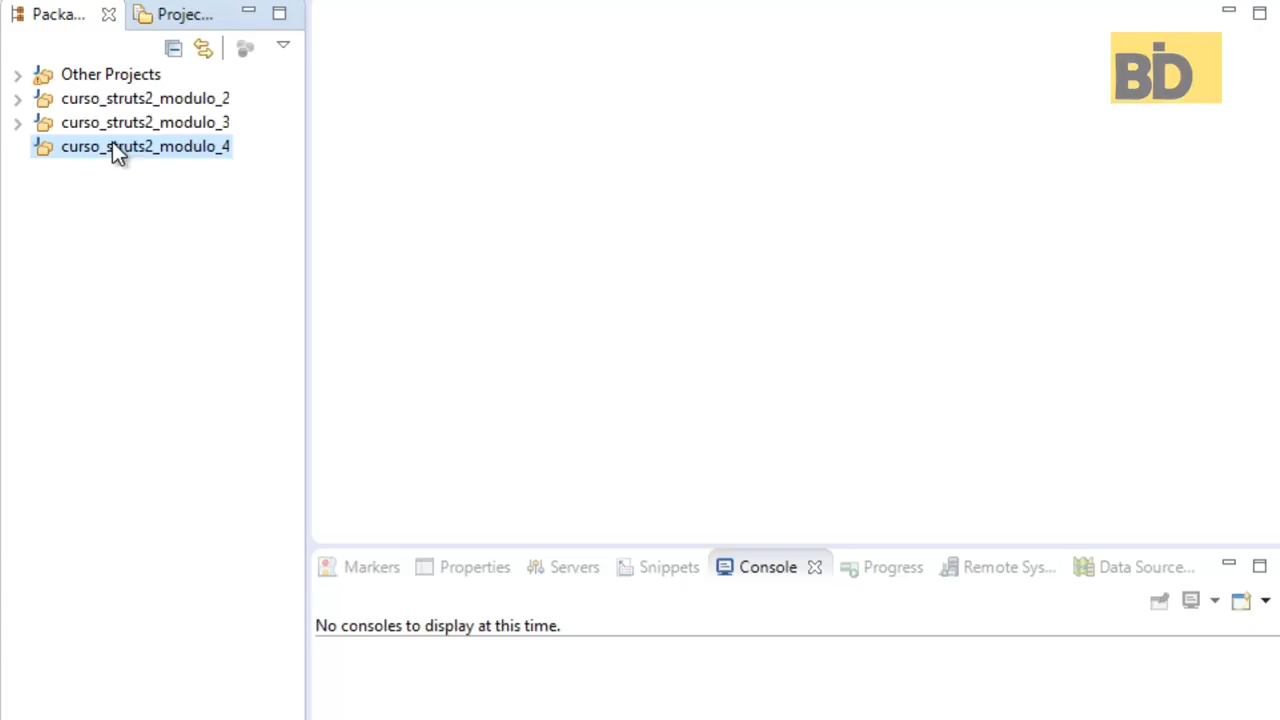 Packa... Projec...
Other Projects
curso_struts2_modulo_2
curso_struts2_modulo_3
curso_struts2_modulo_4
BID
Markers Properties Servers Snippets Console Progress Remote Sys... Data Source...
No consoles to display at this time.